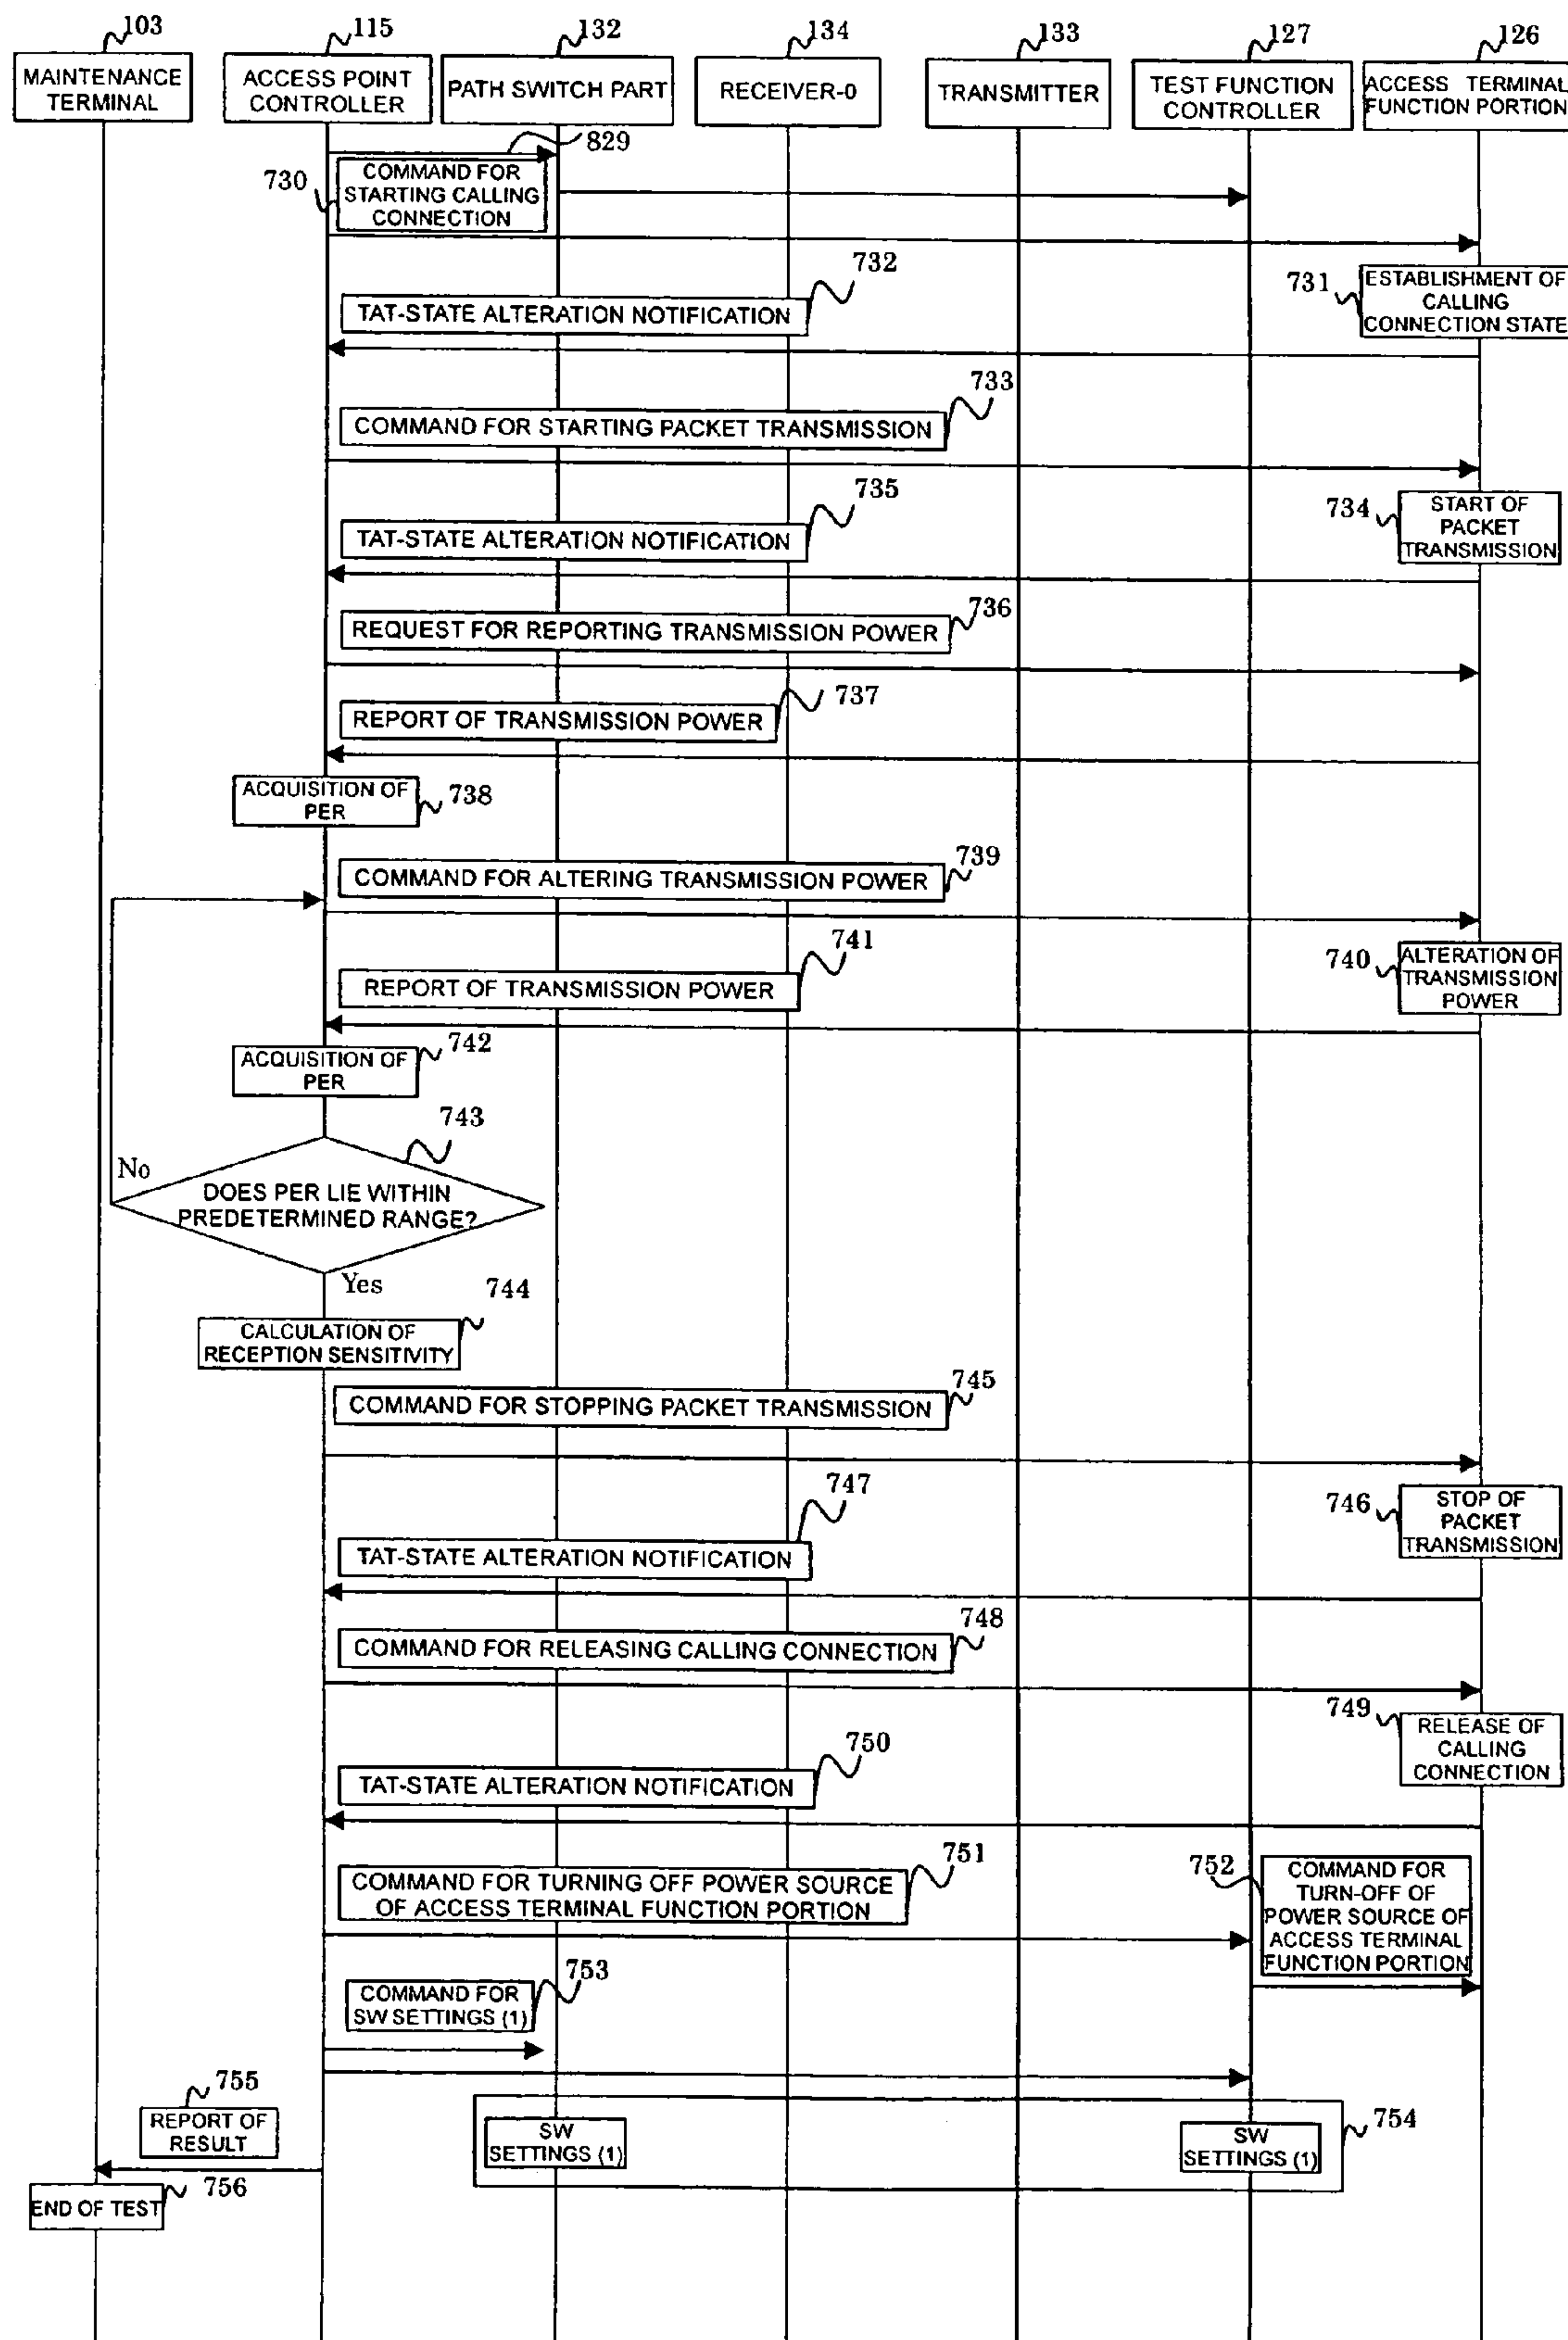 103
115
132
134
133
127
126
MAINTENANCE
TERMINAL
ACCESS POINT
CONTROLLER
PATH SWITCH PART
RECEIVER-0
TRANSMITTER
TEST FUNCTION
CONTROLLER
ACCESS TERMINAL
FUNCTION PORTION
829
730
COMMAND FOR
STARTING CALLING
CONNECTION
732
731
ESTABLISHMENT OF
CALLING
CONNECTION STATE
TAT-STATE ALTERATION NOTIFICATION
733
COMMAND FOR STARTING PACKET TRANSMISSION
735
734
START OF
PACKET
TRANSMISSION
TAT-STATE ALTERATION NOTIFICATION
736
REQUEST FOR REPORTING TRANSMISSION POWER
737
REPORT OF TRANSMISSION POWER
ACQUISITION OF
PER
738
739
COMMAND FOR ALTERING TRANSMISSION POWER
741
740
ALTERATION OF
TRANSMISSION
POWER
REPORT OF TRANSMISSION POWER
742
ACQUISITION OF
PER
743
No
DOES PER LIE WITHIN
PREDETERMINED RANGE?
Yes
744
CALCULATION OF
RECEPTION SENSITIVITY
745
COMMAND FOR STOPPING PACKET TRANSMISSION
747
746
STOP OF
PACKET
TRANSMISSION
TAT-STATE ALTERATION NOTIFICATION
748
COMMAND FOR RELEASING CALLING CONNECTION
749
RELEASE OF
CALLING
CONNECTION
750
TAT-STATE ALTERATION NOTIFICATION
751
COMMAND FOR TURNING OFF POWER SOURCE
OF ACCESS TERMINAL FUNCTION PORTION
752
COMMAND FOR
TURN-OFF OF
POWER SOURCE OF
ACCESS TERMINAL
FUNCTION PORTION
753
COMMAND FOR
SW SETTINGS (1)
755
REPORT OF
RESULT
SW
SETTINGS (1)
SW
SETTINGS (1)
754
756
END OF TEST